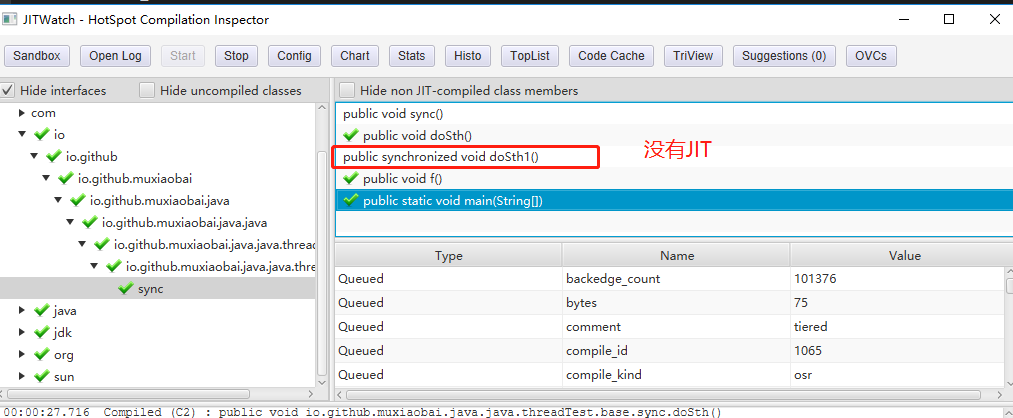 JITWatch - HotSpot Compilation Inspector
Sandbox Open Log Start Stop Config Chart Stats Histo TopList Code Cache TriView Suggestions (0) OVCs
Hide interfaces Hide uncompiled classes
Hide non JIT-compiled class members
com
io
io.github
io.github.muxiaobai
io.github.muxiaobai.java
io.github.muxiaobai.java.java
io.github.muxiaobai.java.java.thread
io.github.muxiaobai.java.java.thre
sync
java
jdk
org
sun
public void sync()
public void doSth()
public synchronized void doSth1()
没有JIT
public void f()
public static void main(String[])
Type Name Value
Queued backedge_count 101376
Queued bytes 75
Queued comment tiered
Queued compile_id 1065
Queued compile_kind osr
00:00:27.716 Compiled (C2) : public void io.github.muxiaobai.java.java.threadTest.base.sync.doSth()